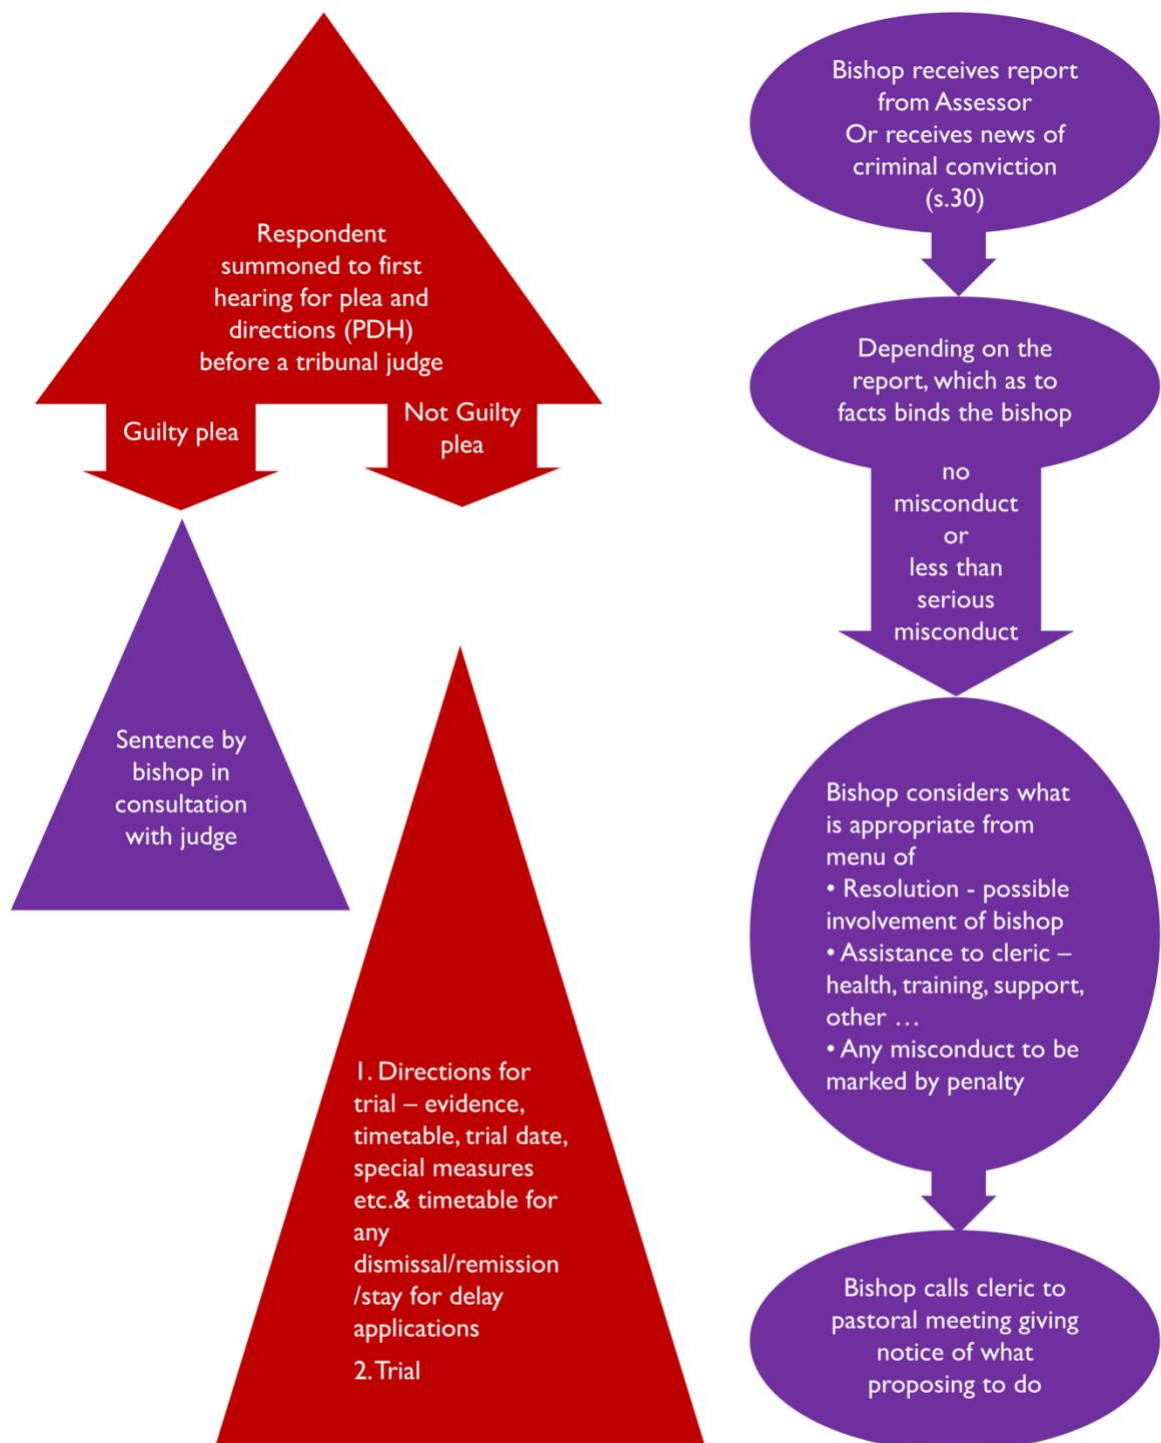 Respondent
summoned to first
hearing for plea and
directions (PDH)
before a tribunal judge
Guilty plea
Not Guilty
plea
Sentence by
bishop in
consultation
with judge
1. Directions for
trial – evidence,
timetable, trial date,
special measures
etc.& timetable for
any
dismissal/remission
/stay for delay
applications
2. Trial
Bishop receives report
from Assessor
Or receives news of
criminal conviction
(s.30)
Depending on the
report, which as to
facts binds the bishop
no
misconduct
or
less than
serious
misconduct
Bishop considers what
is appropriate from
menu of
• Resolution - possible
involvement of bishop
• Assistance to cleric –
health, training, support,
other …
• Any misconduct to be
marked by penalty
Bishop calls cleric to
pastoral meeting giving
notice of what
proposing to do